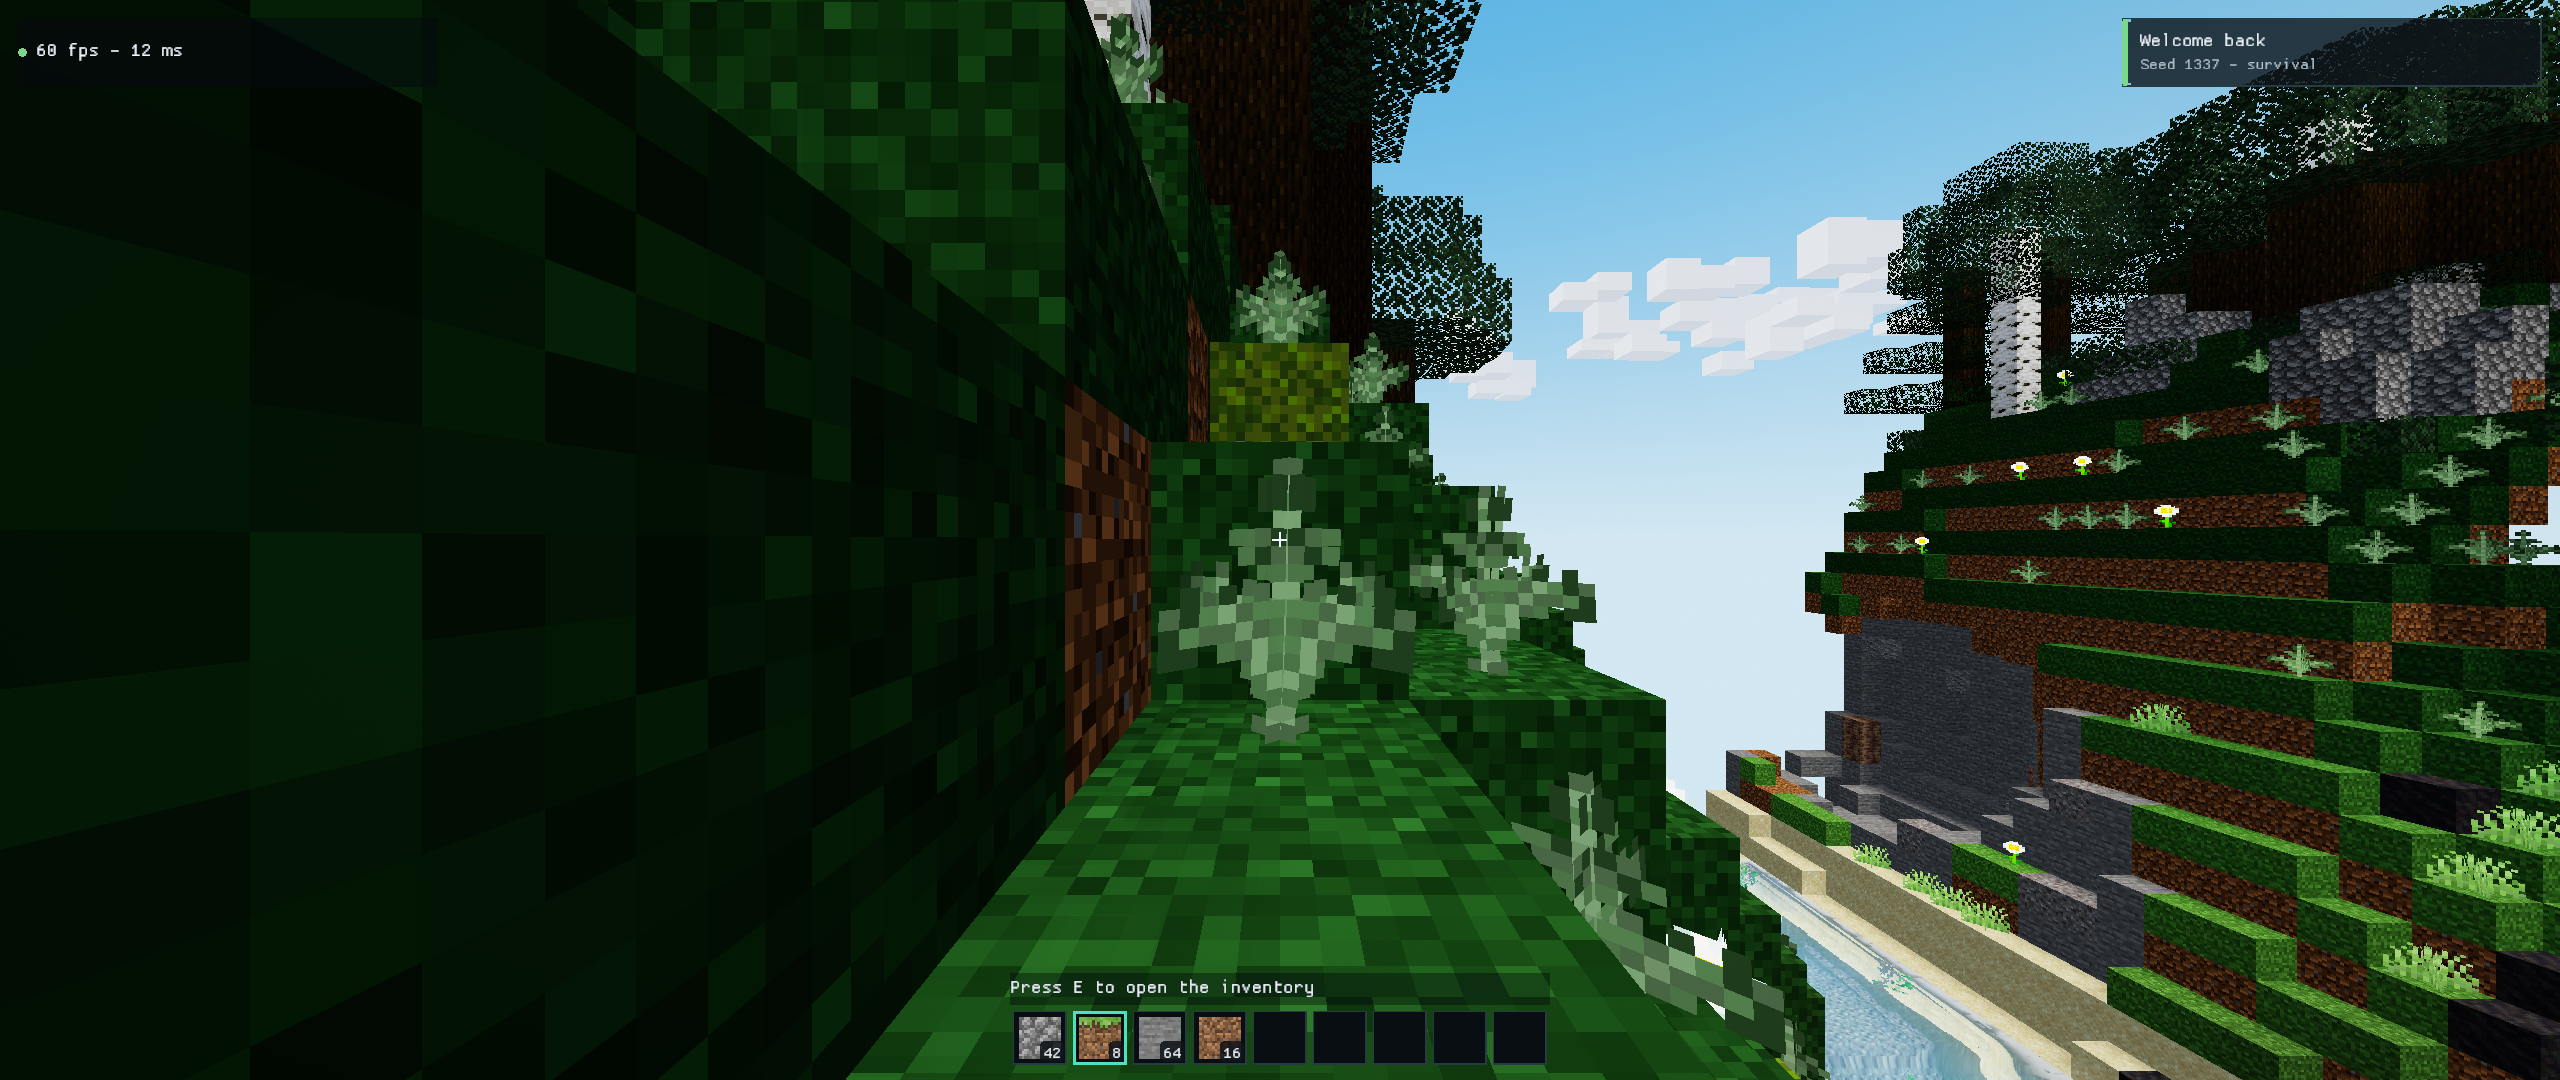 60 fps – 12 ms
Welcome back
Seed 1337 – survival
Press E to open the inventory
42
8
64
16